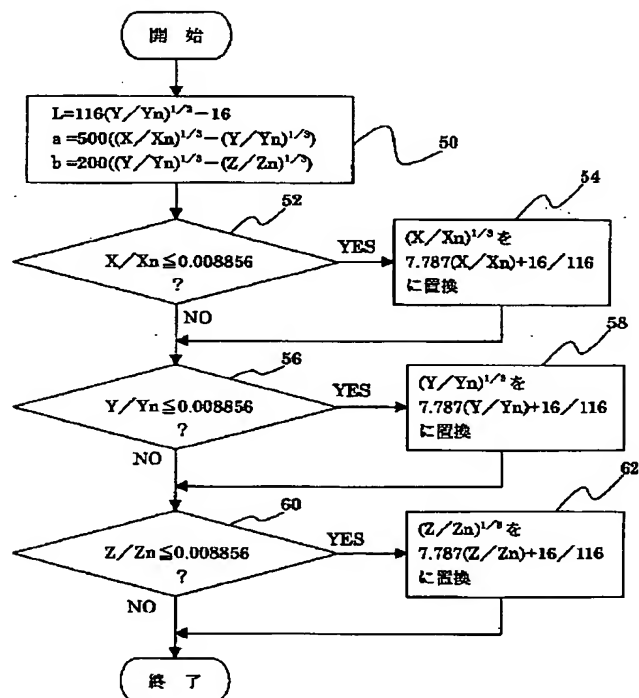 開始
L=116(Y/Yn)^1/3−16
a=500((X/Xn)^1/3−(Y/Yn)^1/3)
b=200((Y/Yn)^1/3−(Z/Zn)^1/3)
50
52
54
X/Xn≦0.008856
?
YES
(X/Xn)^1/3を
7.787(X/Xn)+16/116
に置換
NO
56
58
Y/Yn≦0.008856
?
YES
(Y/Yn)^1/3を
7.787(Y/Yn)+16/116
に置換
NO
60
62
Z/Zn≦0.008856
?
YES
(Z/Zn)^1/3を
7.787(Z/Zn)+16/116
に置換
NO
終了